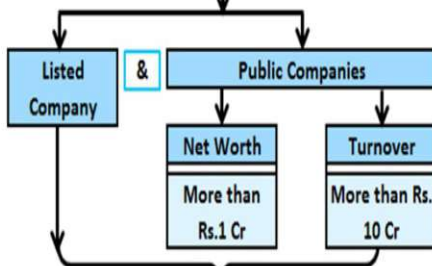 Listed
Company
&
Public Companies
Net Worth
More than
Rs.1 Cr
Turnover
More than Rs.
10 Cr